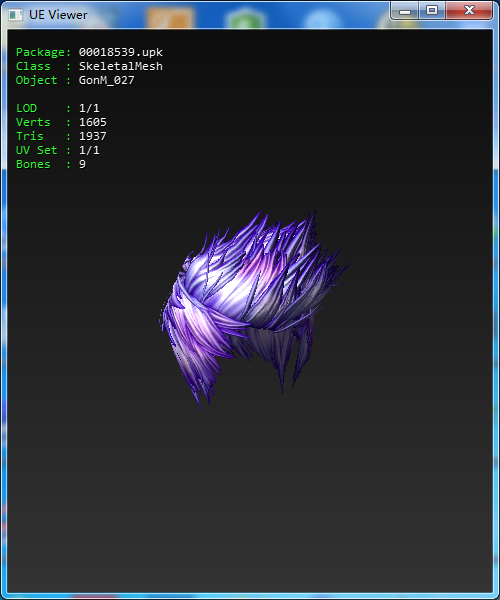 UE Viewer
Package: 00018539.upk
Class : SkeletalMesh
Object : GonM_027
LOD : 1/1
Verts : 1605
Tris : 1937
UV Set : 1/1
Bones : 9